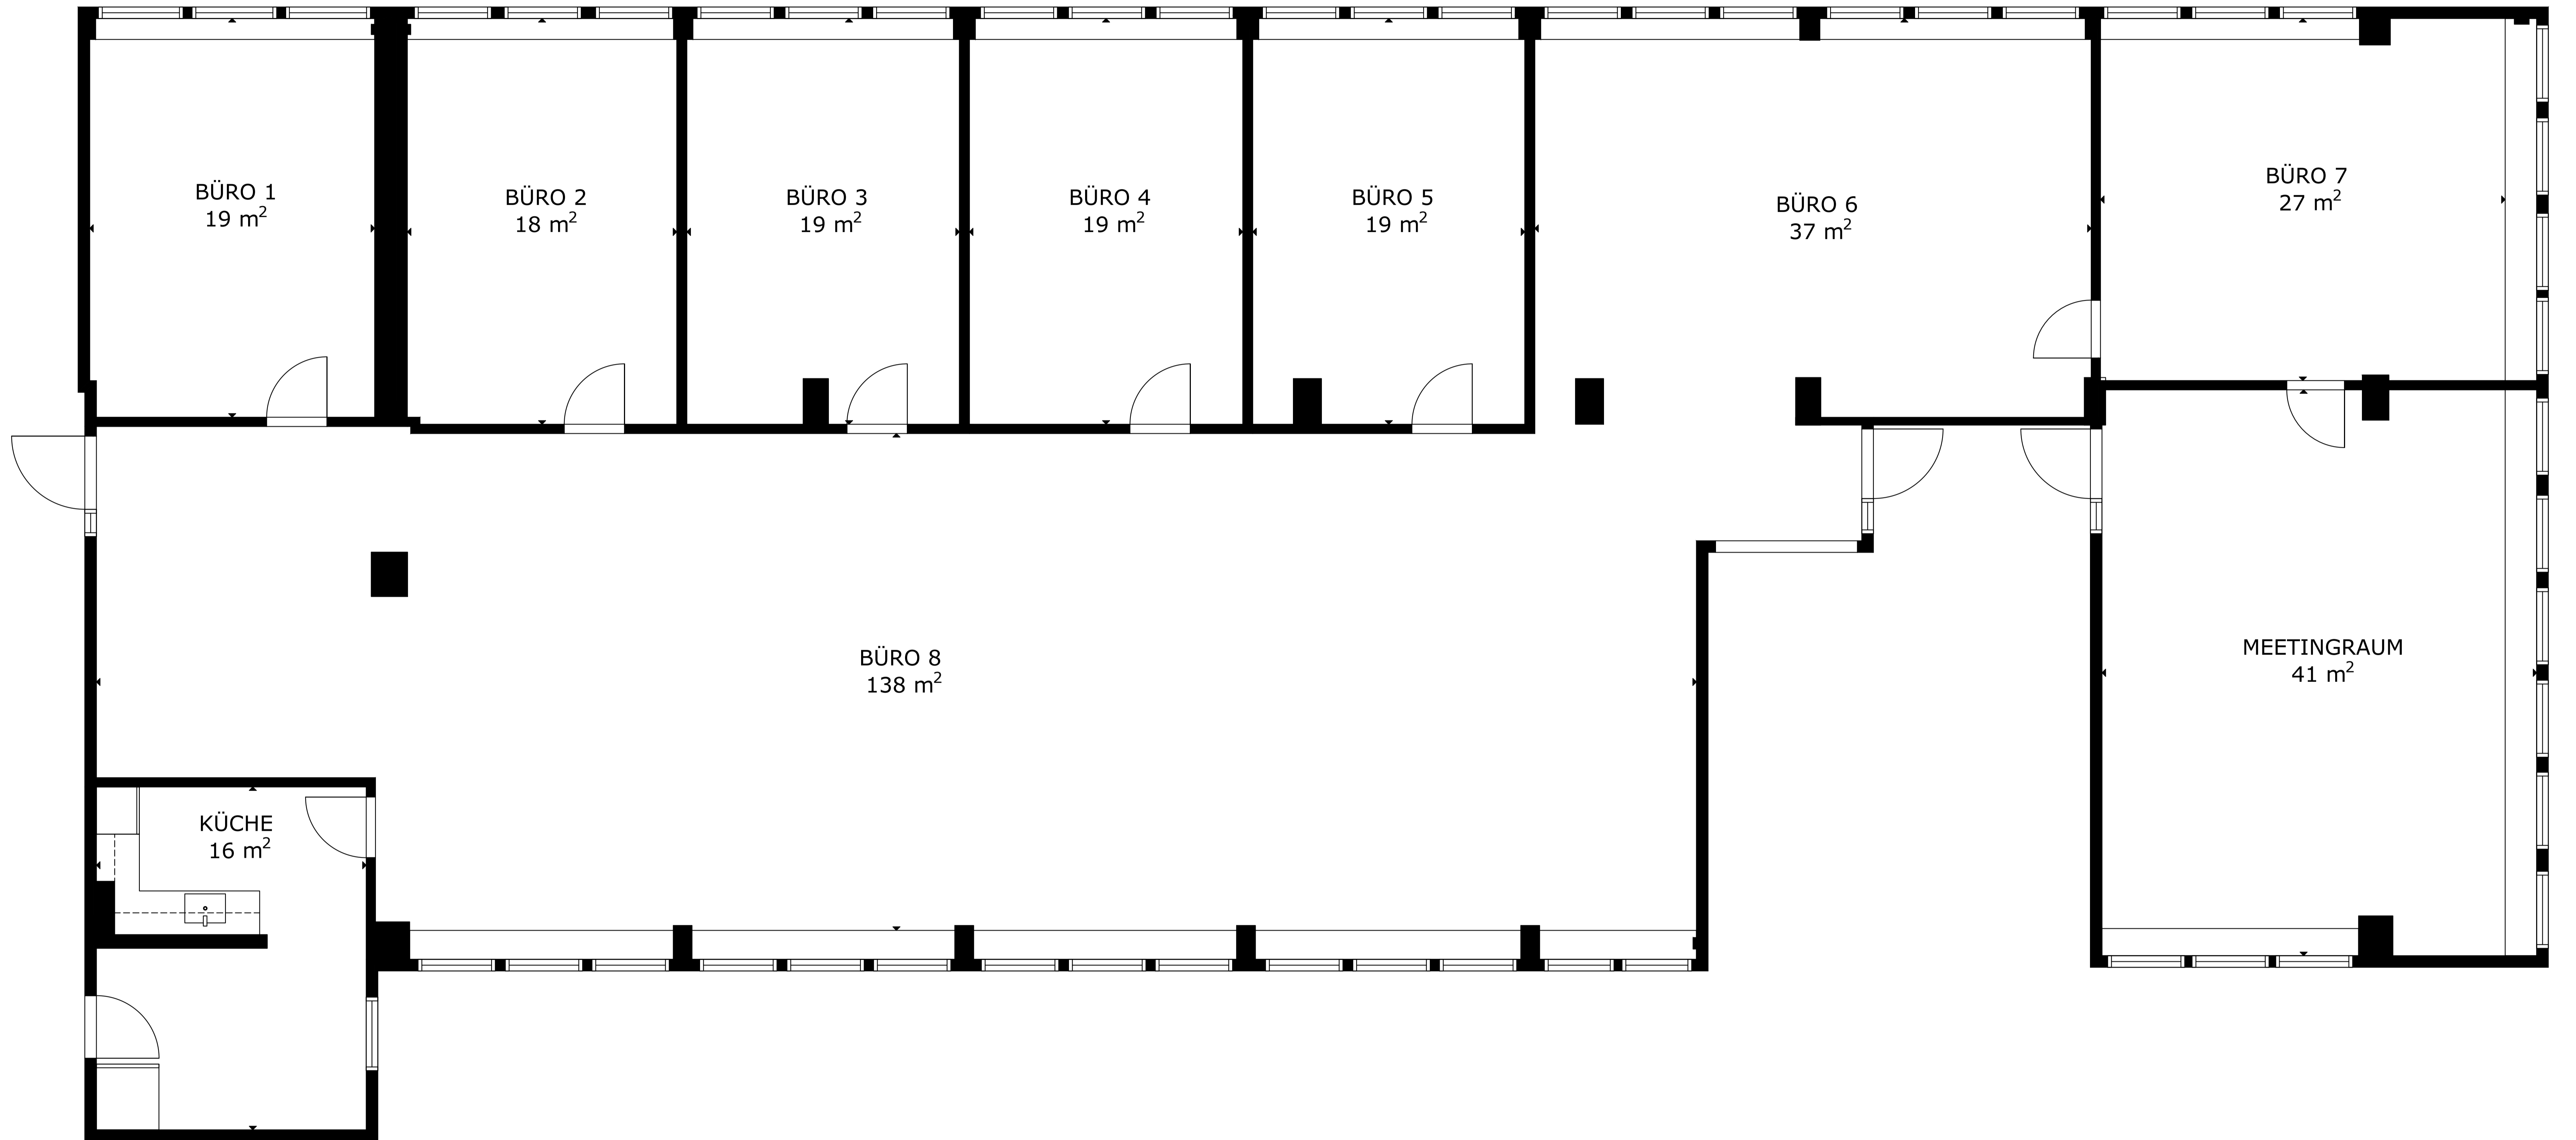 BÜRO 1
19 m²
BÜRO 2
18 m²
BÜRO 3
19 m²
BÜRO 4
19 m²
BÜRO 5
19 m²
BÜRO 6
37 m²
BÜRO 7
27 m²
BÜRO 8
138 m²
MEETINGRAUM
41 m²
KÜCHE
16 m²